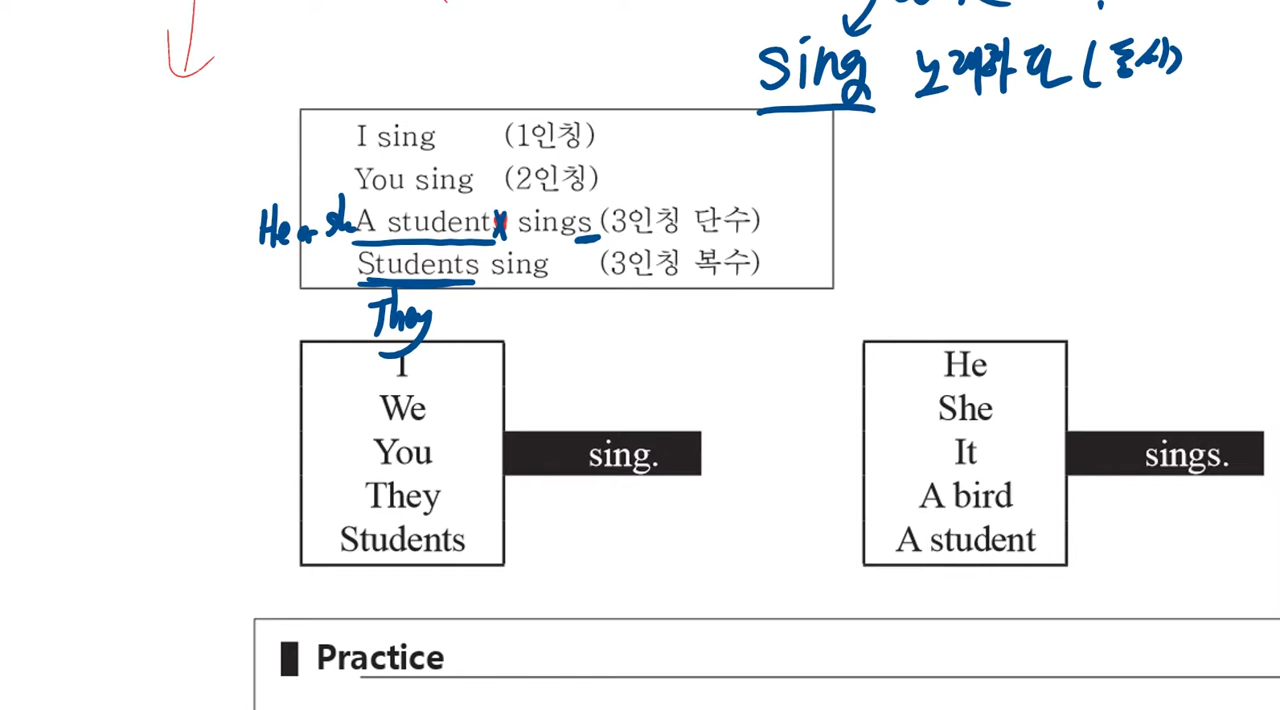 sing 노래하다 (동사)
I sing (1인칭)
You sing (2인칭)
He or she A student sings (3인칭 단수)
Students sing (3인칭 복수)
They
I
We
You
They
Students
sing.
He
She
It
A bird
A student
sings.
Practice